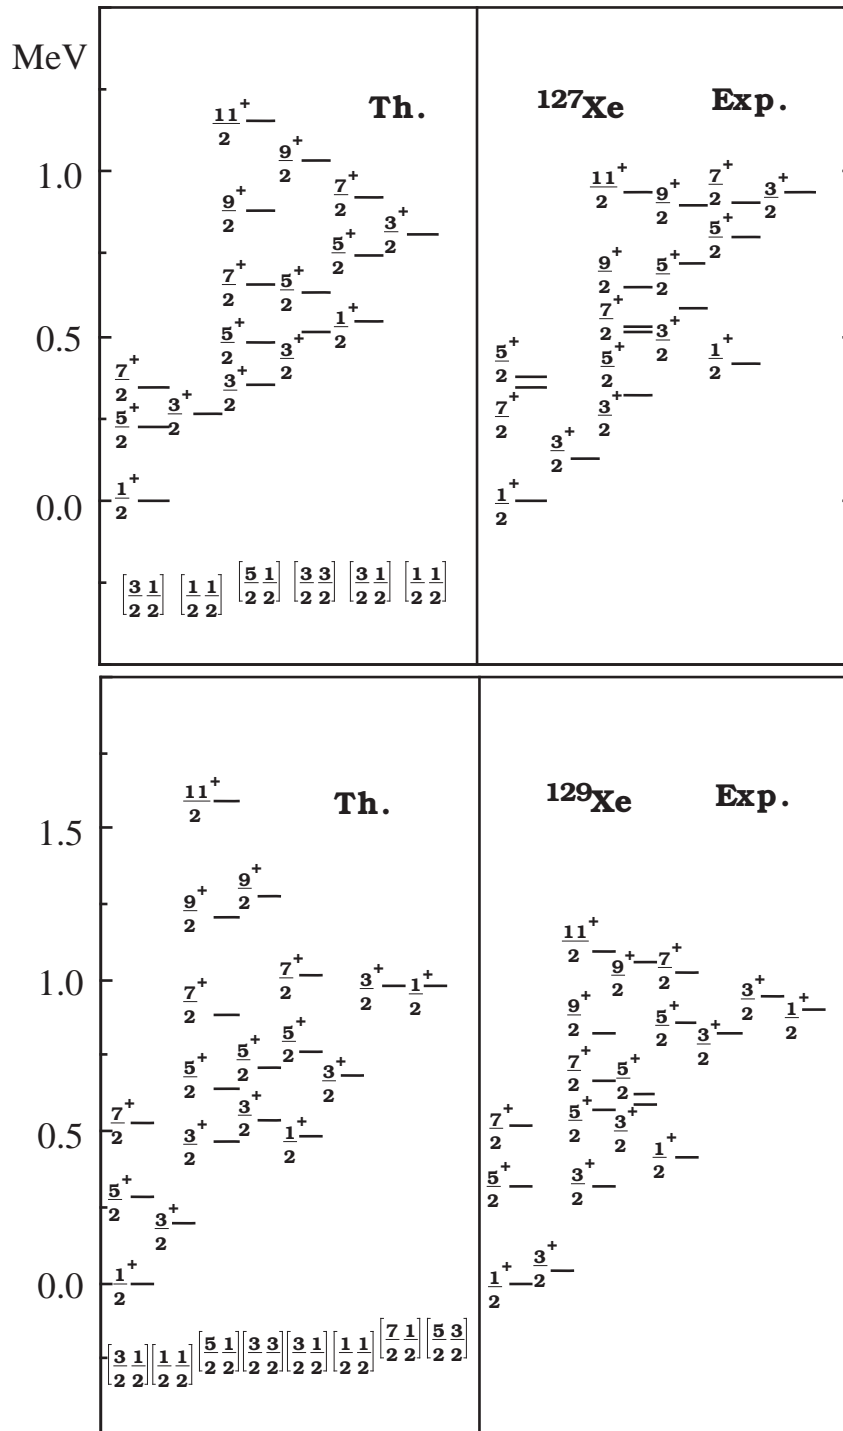 MeV
Th.
¹²⁷Xe Exp.
11/2⁺ 9/2⁺ 7/2⁺ 3/2⁺
9/2⁺ 5/2⁺
7/2⁺ 5/2⁺ 1/2⁺
5/2⁺ 3/2⁺
7/2⁺ 3/2⁺
5/2⁺ 3/2⁺
1/2⁺
11/2⁺ 9/2⁺ 7/2⁺ 3/2⁺
5/2⁺
9/2⁺ 5/2⁺
7/2⁺ 3/2⁺
5/2⁺ 5/2⁺ 1/2⁺
7/2⁺ 3/2⁺
3/2⁺
1/2⁺
1.0
0.5
0.0
[3/2 1/2] [1/2 1/2] [5/2 1/2] [3/2 3/2] [3/2 1/2] [1/2 1/2]
Th.
¹²⁹Xe Exp.
11/2⁺
9/2⁺ 9/2⁺
7/2⁺ 7/2⁺ 3/2⁺ 1/2⁺
5/2⁺ 5/2⁺ 5/2⁺ 3/2⁺
7/2⁺ 3/2⁺ 3/2⁺ 1/2⁺
5/2⁺ 3/2⁺
1/2⁺
11/2⁺ 9/2⁺ 7/2⁺
9/2⁺ 5/2⁺ 3/2⁺ 3/2⁺ 1/2⁺
7/2⁺ 5/2⁺
7/2⁺ 5/2⁺ 3/2⁺ 1/2⁺
5/2⁺ 3/2⁺
1/2⁺ 3/2⁺
1.5
1.0
0.5
0.0
[3/2 1/2] [1/2 1/2] [5/2 1/2] [3/2 3/2] [3/2 1/2] [1/2 1/2] [7/2 1/2] [5/2 3/2]